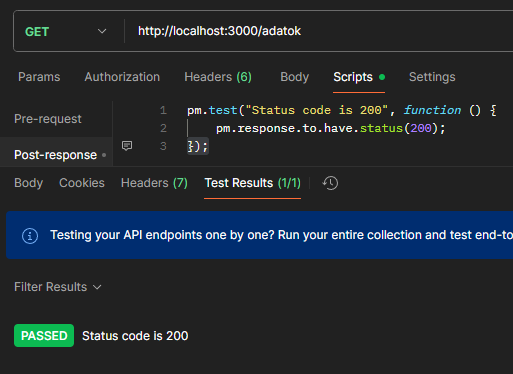 GET http://localhost:3000/adatok
Params Authorization Headers (6) Body Scripts Settings
Pre-request
Post-response
1 pm.test("Status code is 200", function () {
2 pm.response.to.have.status(200);
3 });
Body Cookies Headers (7) Test Results (1/1)
Testing your API endpoints one by one? Run your entire collection and test end-to
Filter Results
PASSED Status code is 200